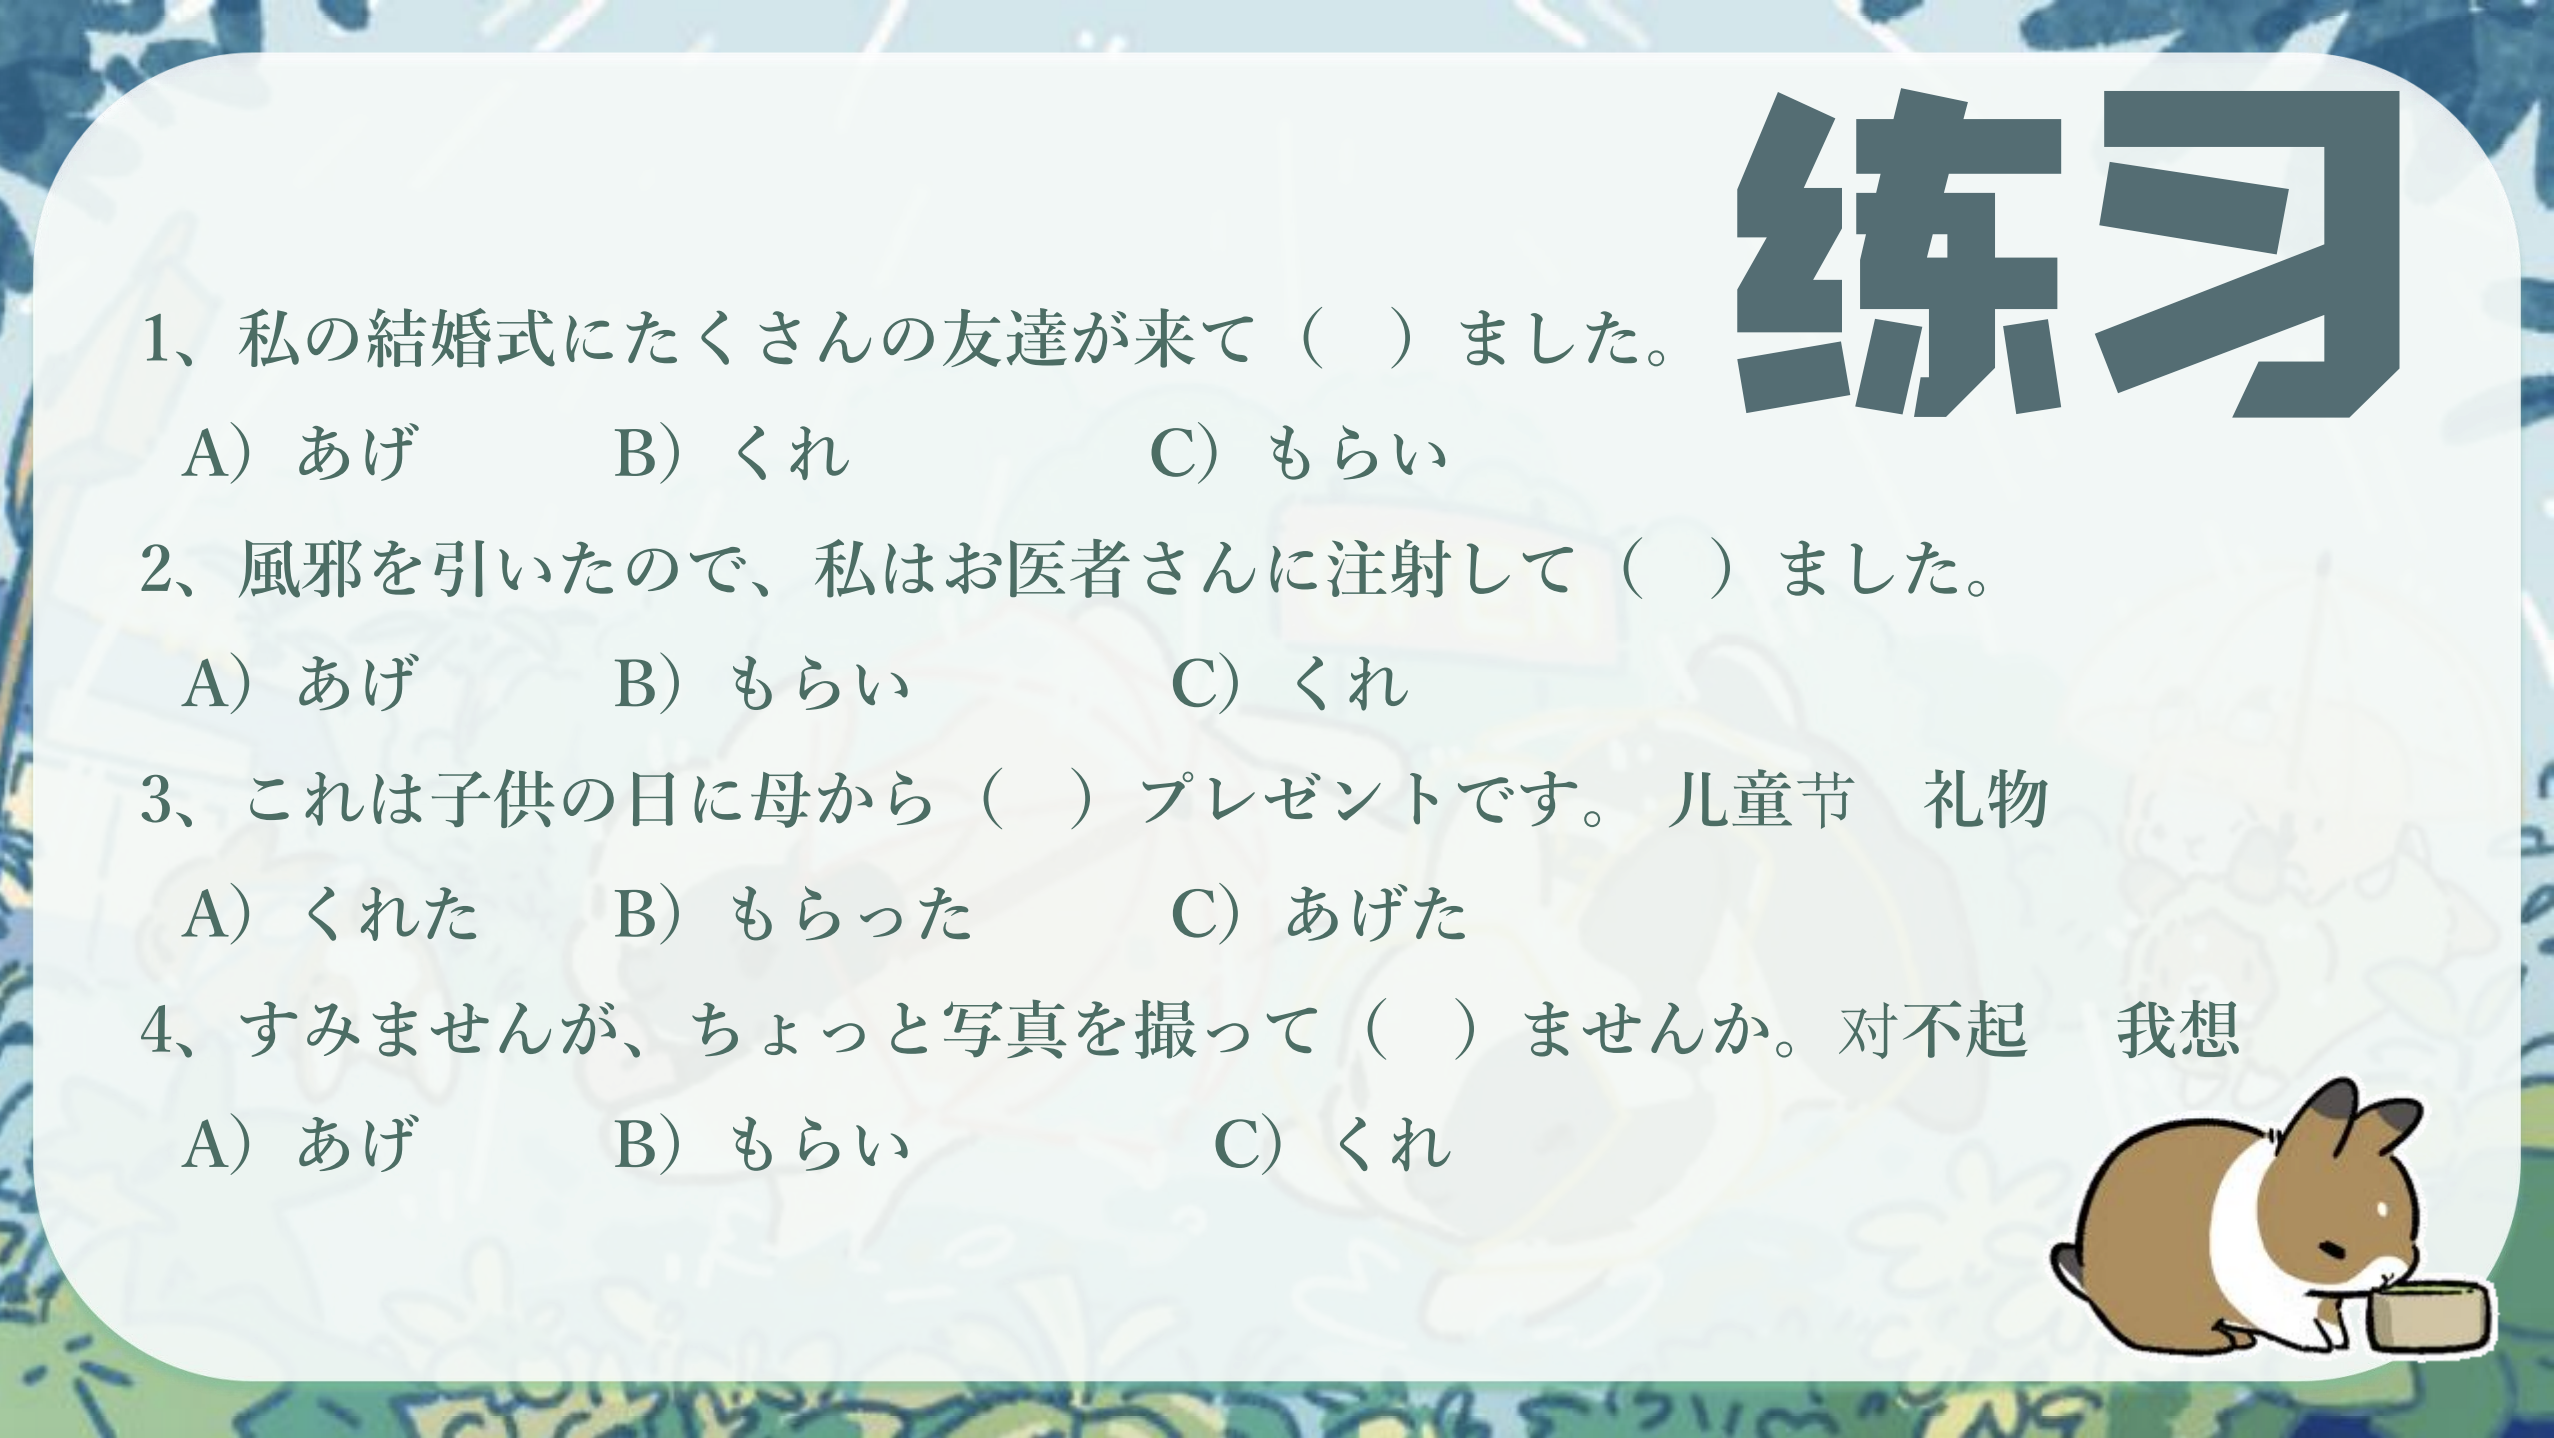 练习
1、私の結婚式にたくさんの友達が来て（　）ました。
A）あげ　B）くれ　C）もらい
2、風邪を引いたので、私はお医者さんに注射して（　）ました。
A）あげ　B）もらい　C）くれ
3、これは子供の日に母から（　）プレゼントです。 儿童节　礼物
A）くれた　B）もらった　C）あげた
4、すみませんが、ちょっと写真を撮って（　）ませんか。对不起　我想
A）あげ　B）もらい　C）くれ